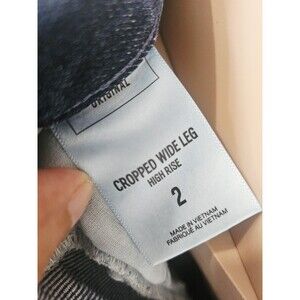 ORIGINAL
CROPPED WIDE LEG
HIGH RISE
2
MADE IN VIETNAM
FABRIQUÉ AU VIETNAM